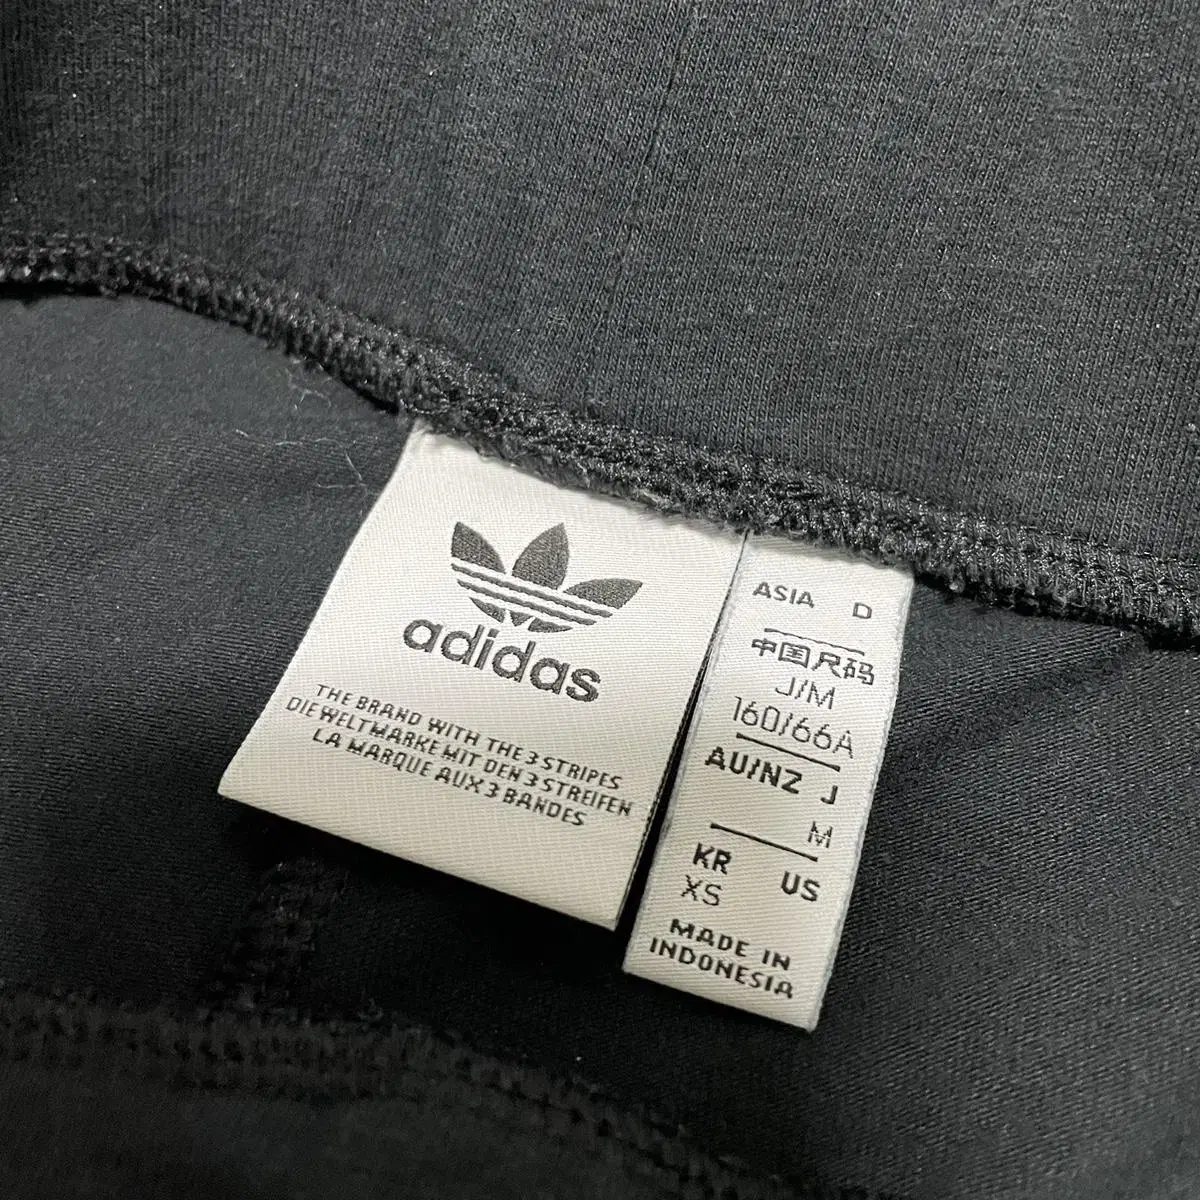 adidas
THE BRAND WITH THE 3 STRIPES
DIE WELTMARKE MIT DEN 3 STREIFEN
LA MARQUE AUX 3 BANDES
ASIA D
中国尺码
J/M
160/66A
AU/NZ J
M
KR US
XS
MADE IN
INDONESIA